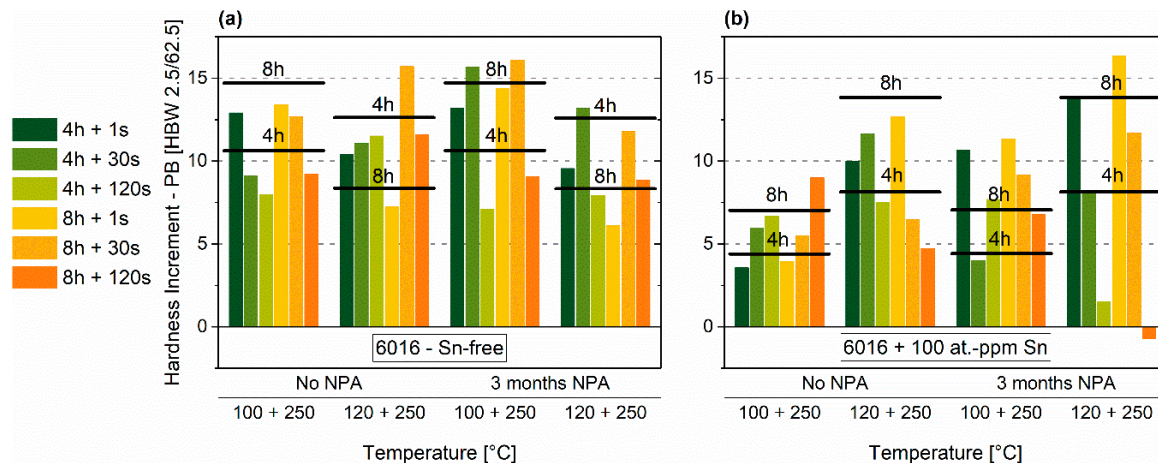 (a)
(b)
Hardness Increment - PB [HBW 2.5/62.5]
4h + 1s
4h + 30s
4h + 120s
8h + 1s
8h + 30s
8h + 120s
15
10
5
0
8h
4h
4h
8h
8h
4h
4h
8h
6016 - Sn-free
No NPA
3 months NPA
100 + 250
120 + 250
100 + 250
120 + 250
Temperature [°C]
15
10
5
0
8h
4h
8h
4h
8h
4h
8h
4h
6016 + 100 at.-ppm Sn
No NPA
3 months NPA
100 + 250
120 + 250
100 + 250
120 + 250
Temperature [°C]